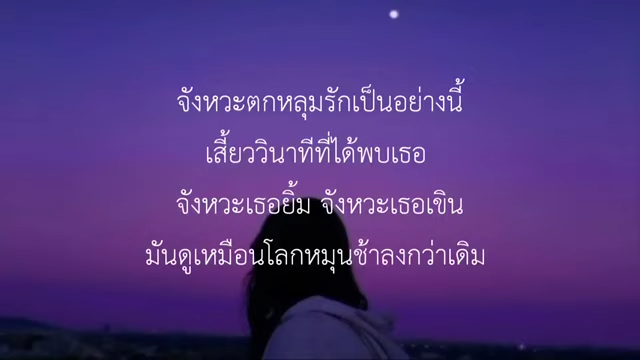 จังหวะตกหลุมรักเป็นอย่างนี้
เสี้ยววินาทีที่ได้พบเธอ
จังหวะเธอยิ้ม จังหวะเธอเขิน
มันดูเหมือนโลกหมุนช้าลงกว่าเดิม